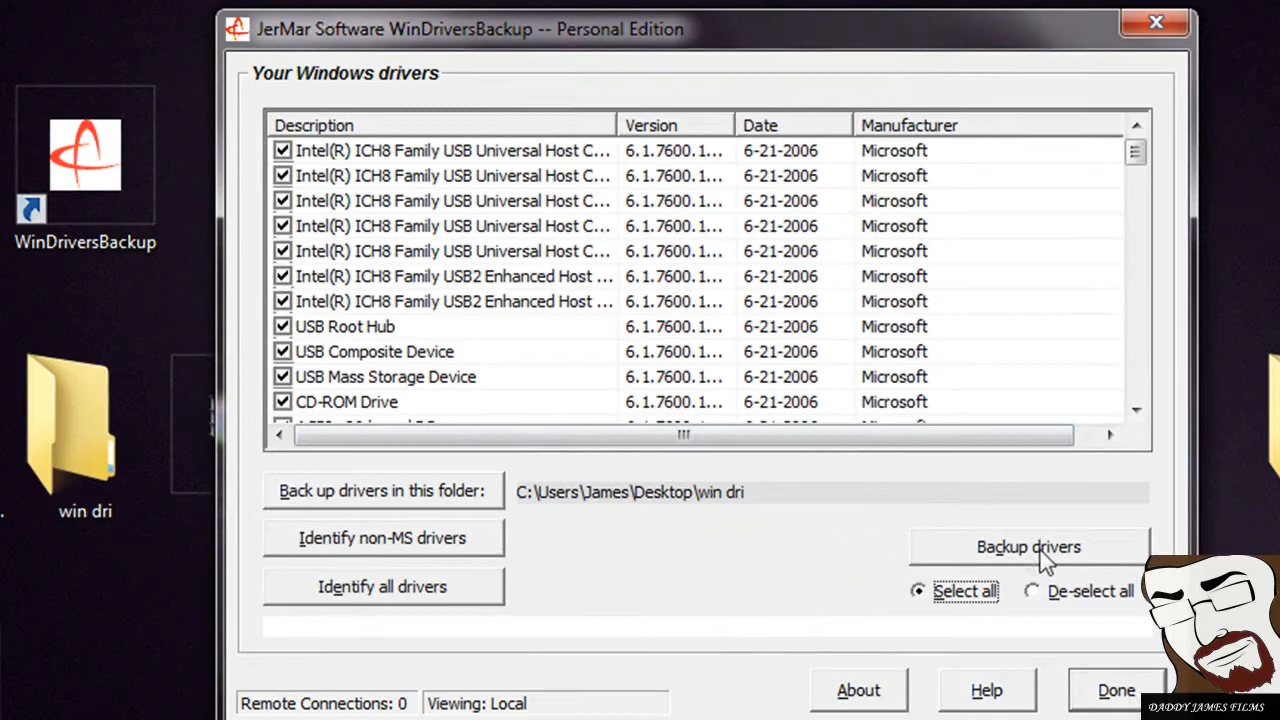 JerMar Software WinDriversBackup -- Personal Edition
Your Windows drivers
Description Version Date Manufacturer
Intel(R) ICH8 Family USB Universal Host C... 6.1.7600.1... 6-21-2006 Microsoft
Intel(R) ICH8 Family USB Universal Host C... 6.1.7600.1... 6-21-2006 Microsoft
Intel(R) ICH8 Family USB Universal Host C... 6.1.7600.1... 6-21-2006 Microsoft
Intel(R) ICH8 Family USB Universal Host C... 6.1.7600.1... 6-21-2006 Microsoft
Intel(R) ICH8 Family USB Universal Host C... 6.1.7600.1... 6-21-2006 Microsoft
Intel(R) ICH8 Family USB2 Enhanced Host ... 6.1.7600.1... 6-21-2006 Microsoft
Intel(R) ICH8 Family USB2 Enhanced Host ... 6.1.7600.1... 6-21-2006 Microsoft
USB Root Hub 6.1.7600.1... 6-21-2006 Microsoft
USB Composite Device 6.1.7600.1... 6-21-2006 Microsoft
USB Mass Storage Device 6.1.7600.1... 6-21-2006 Microsoft
CD-ROM Drive 6.1.7600.1... 6-21-2006 Microsoft
Back up drivers in this folder: C:\Users\James\Desktop\win dri
Identify non-MS drivers
Backup drivers
Identify all drivers
Select all De-select all
About Help Done
Remote Connections: 0 Viewing: Local
WinDriversBackup
win dri
DADDY JAMES FILMS